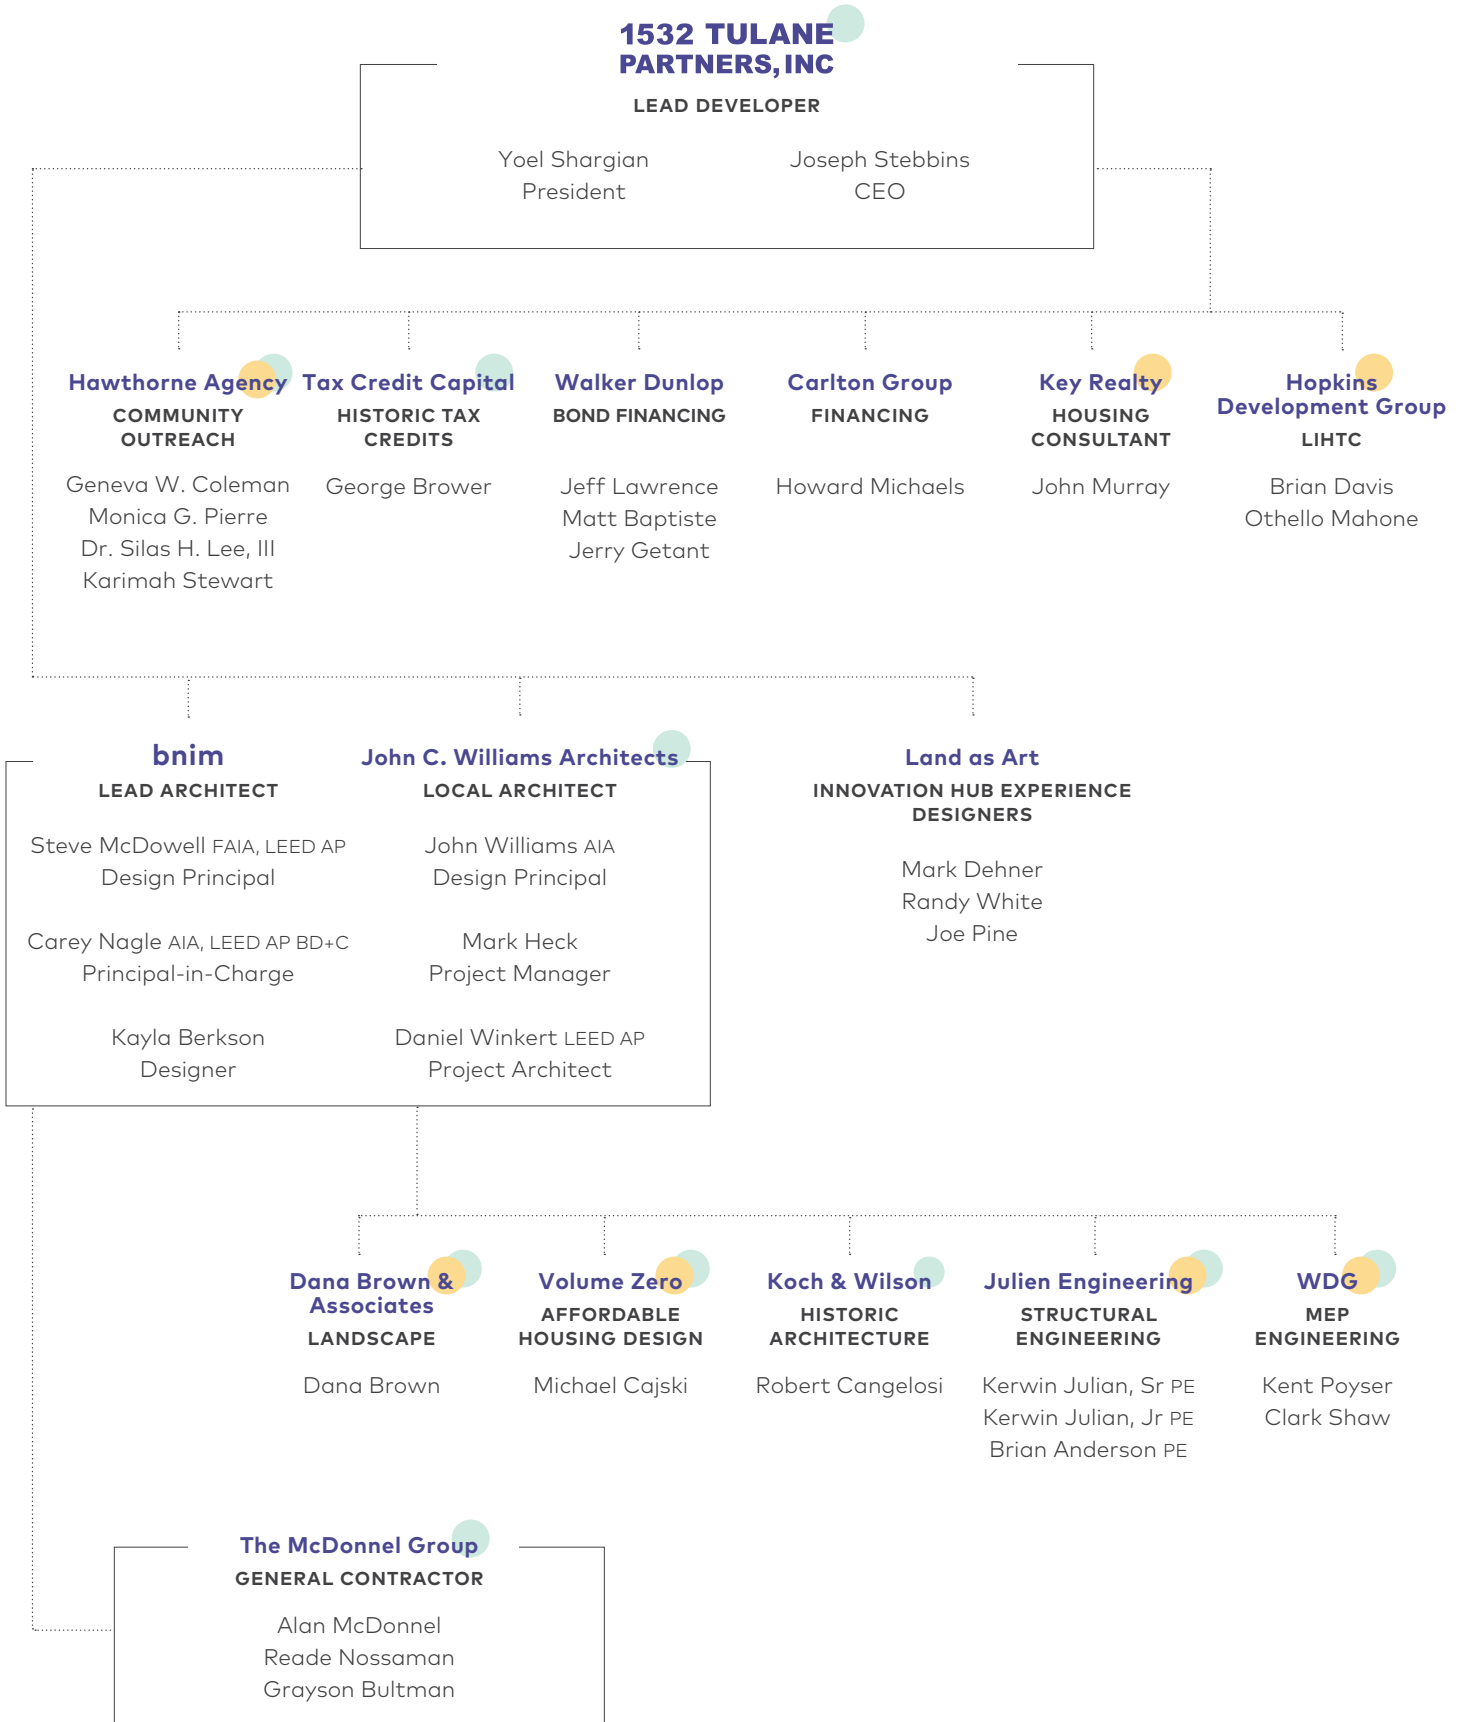 1532 TULANE
PARTNERS, INC
LEAD DEVELOPER
Yoel Shargian
President
Joseph Stebbins
CEO
Hawthorne Agency
COMMUNITY
OUTREACH
Geneva W. Coleman
Monica G. Pierre
Dr. Silas H. Lee, III
Karimah Stewart
Tax Credit Capital
HISTORIC TAX
CREDITS
George Brower
Walker Dunlop
BOND FINANCING
Jeff Lawrence
Matt Baptiste
Jerry Getant
Carlton Group
FINANCING
Howard Michaels
Key Realty
HOUSING
CONSULTANT
John Murray
Hopkins
Development Group
LIHTC
Brian Davis
Othello Mahone
bnim
LEAD ARCHITECT
Steve McDowell FAIA, LEED AP
Design Principal
Carey Nagle AIA, LEED AP BD+C
Principal-in-Charge
Kayla Berkson
Designer
John C. Williams Architects
LOCAL ARCHITECT
John Williams AIA
Design Principal
Mark Heck
Project Manager
Daniel Winkert LEED AP
Project Architect
Land as Art
INNOVATION HUB EXPERIENCE
DESIGNERS
Mark Dehner
Randy White
Joe Pine
Dana Brown &
Associates
LANDSCAPE
Dana Brown
Volume Zero
AFFORDABLE
HOUSING DESIGN
Michael Cajski
Koch & Wilson
HISTORIC
ARCHITECTURE
Robert Cangelosi
Julien Engineering
STRUCTURAL
ENGINEERING
Kerwin Julian, Sr PE
Kerwin Julian, Jr PE
Brian Anderson PE
WDG
MEP
ENGINEERING
Kent Poyser
Clark Shaw
The McDonnel Group
GENERAL CONTRACTOR
Alan McDonnel
Reade Nossaman
Grayson Bultman